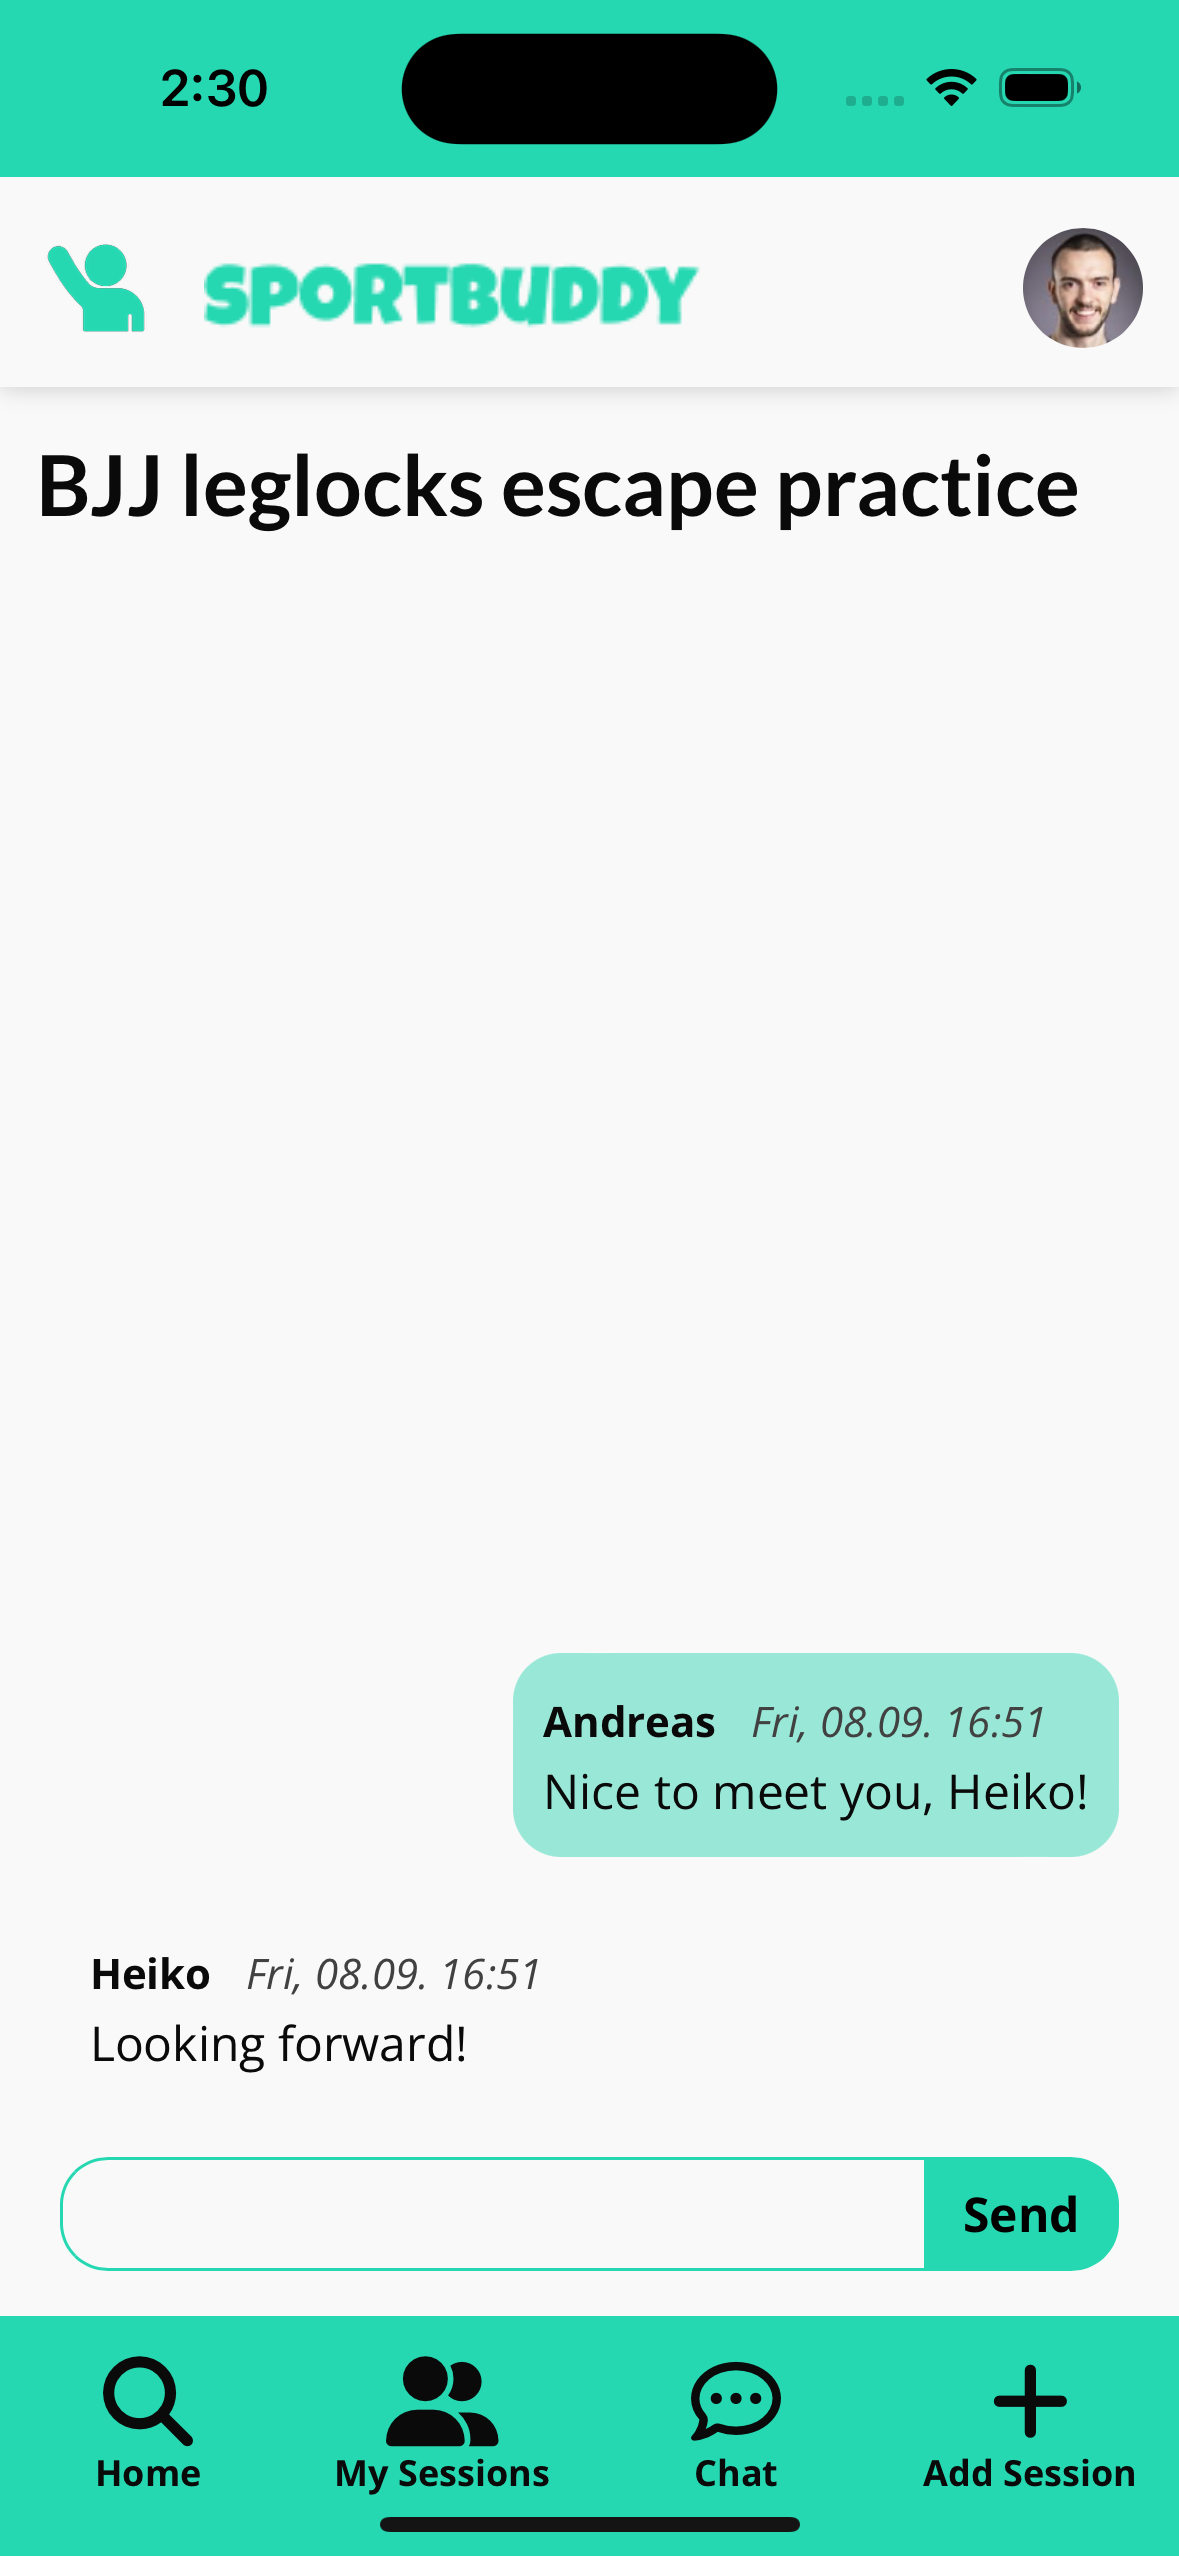 2:30
SPORTBUDDY
BJJ leglocks escape practice
Andreas Fri, 08.09. 16:51
Nice to meet you, Heiko!
Heiko Fri, 08.09. 16:51
Looking forward!
Send
Home My Sessions Chat Add Session